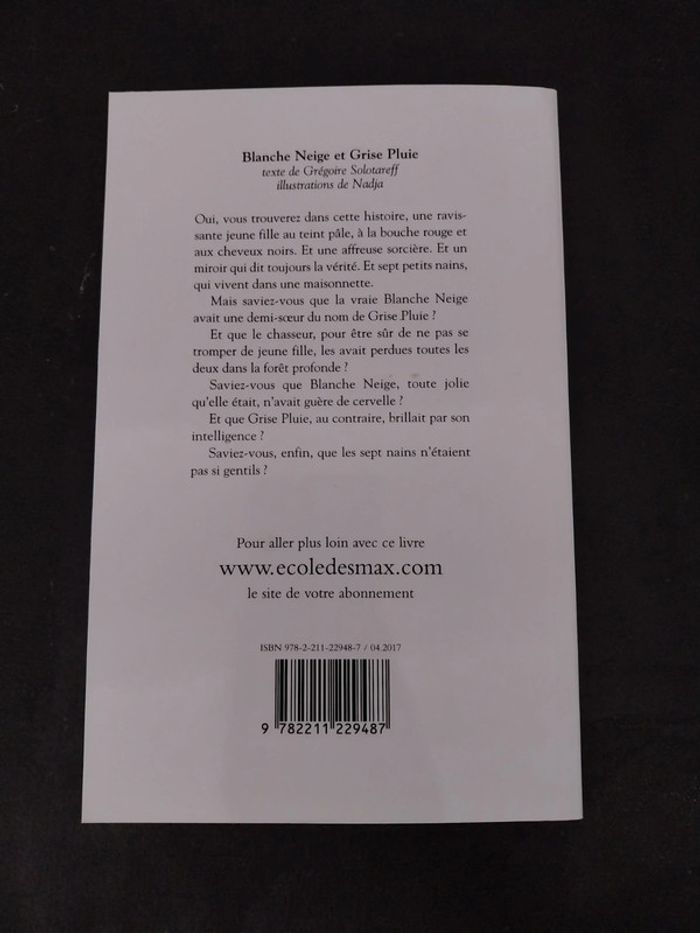 Blanche Neige et Grise Pluie
texte de Grégoire Solotareff
illustrations de Nadja
Oui, vous trouverez dans cette histoire, une ravis-
sante jeune fille au teint pâle, à la bouche rouge et
aux cheveux noirs. Et une affreuse sorcière. Et un
miroir qui dit toujours la vérité. Et sept petits nains,
qui vivent dans une maisonnette.
Mais saviez-vous que la vraie Blanche Neige
avait une demi-sœur du nom de Grise Pluie ?
Et que le chasseur, pour être sûr de ne pas se
tromper de jeune fille, les avait perdues toutes les
deux dans la forêt profonde ?
Saviez-vous que Blanche Neige, toute jolie
qu'elle était, n'avait guère de cervelle ?
Et que Grise Pluie, au contraire, brillait par son
intelligence ?
Saviez-vous, enfin, que les sept nains n'étaient
pas si gentils ?
Pour aller plus loin avec ce livre
www.ecoledesmax.com
le site de votre abonnement
ISBN 978-2-211-22948-7 / 04.2017
9 782211 229487